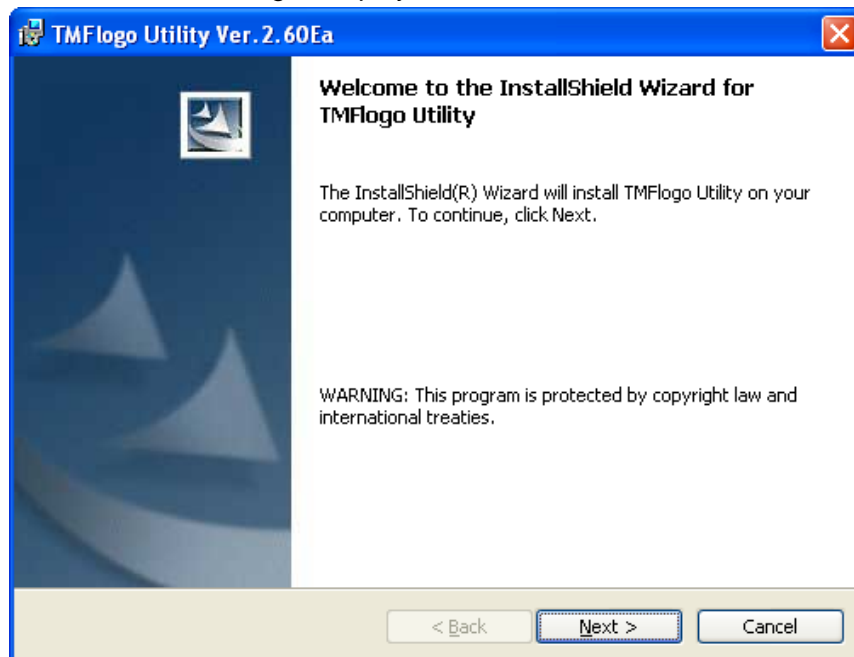 TMFlogo Utility Ver.2.60Ea
Welcome to the InstallShield Wizard for
TMFlogo Utility
The InstallShield(R) Wizard will install TMFlogo Utility on your
computer. To continue, click Next.
WARNING: This program is protected by copyright law and
international treaties.
< Back Next > Cancel